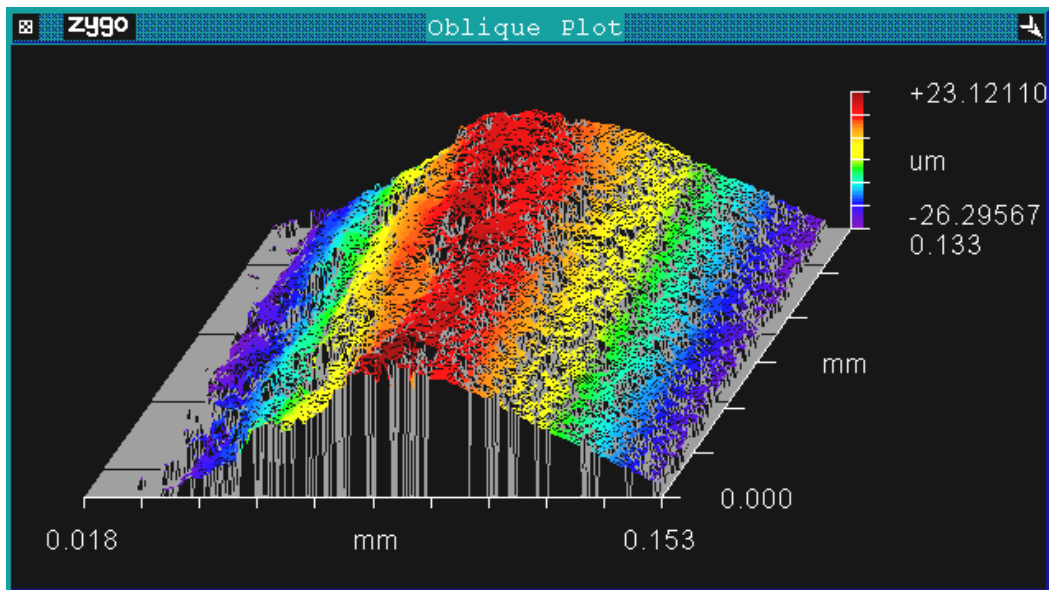 zygo Oblique Plot
+23.12110
um
-26.29567
0.133
mm
0.000
0.018 mm 0.153